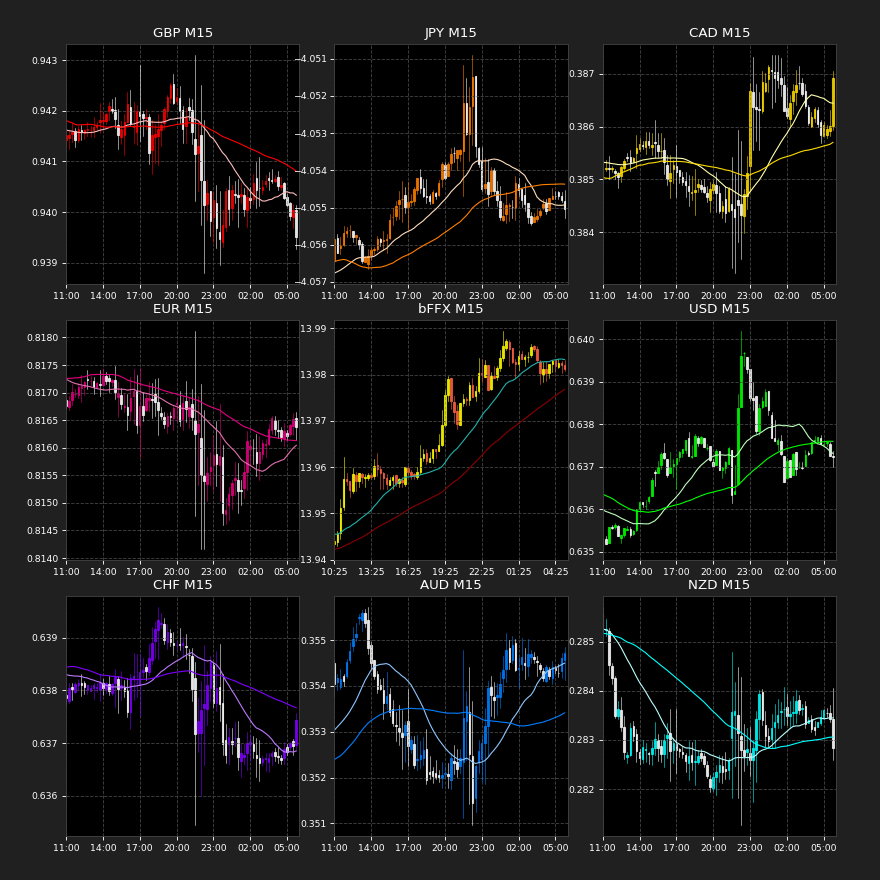 GBP M15
0.943
0.942
0.941
0.940
0.939
11:00 14:00 17:00 20:00 23:00 02:00 05:00
JPY M15
−4.051
−4.052
−4.053
−4.054
−4.055
−4.056
−4.057
11:00 14:00 17:00 20:00 23:00 02:00 05:00
CAD M15
0.387
0.386
0.385
0.384
11:00 14:00 17:00 20:00 23:00 02:00 05:00
EUR M15
0.8180
0.8175
0.8170
0.8165
0.8160
0.8155
0.8150
0.8145
0.8140
11:00 14:00 17:00 20:00 23:00 02:00 05:00
bFFX M15
13.99
13.98
13.97
13.96
13.95
13.94
10:25 13:25 16:25 19:25 22:25 01:25 04:25
USD M15
0.640
0.639
0.638
0.637
0.636
0.635
11:00 14:00 17:00 20:00 23:00 02:00 05:00
CHF M15
0.639
0.638
0.637
0.636
11:00 14:00 17:00 20:00 23:00 02:00 05:00
AUD M15
0.355
0.354
0.353
0.352
0.351
11:00 14:00 17:00 20:00 23:00 02:00 05:00
NZD M15
0.285
0.284
0.283
0.282
11:00 14:00 17:00 20:00 23:00 02:00 05:00